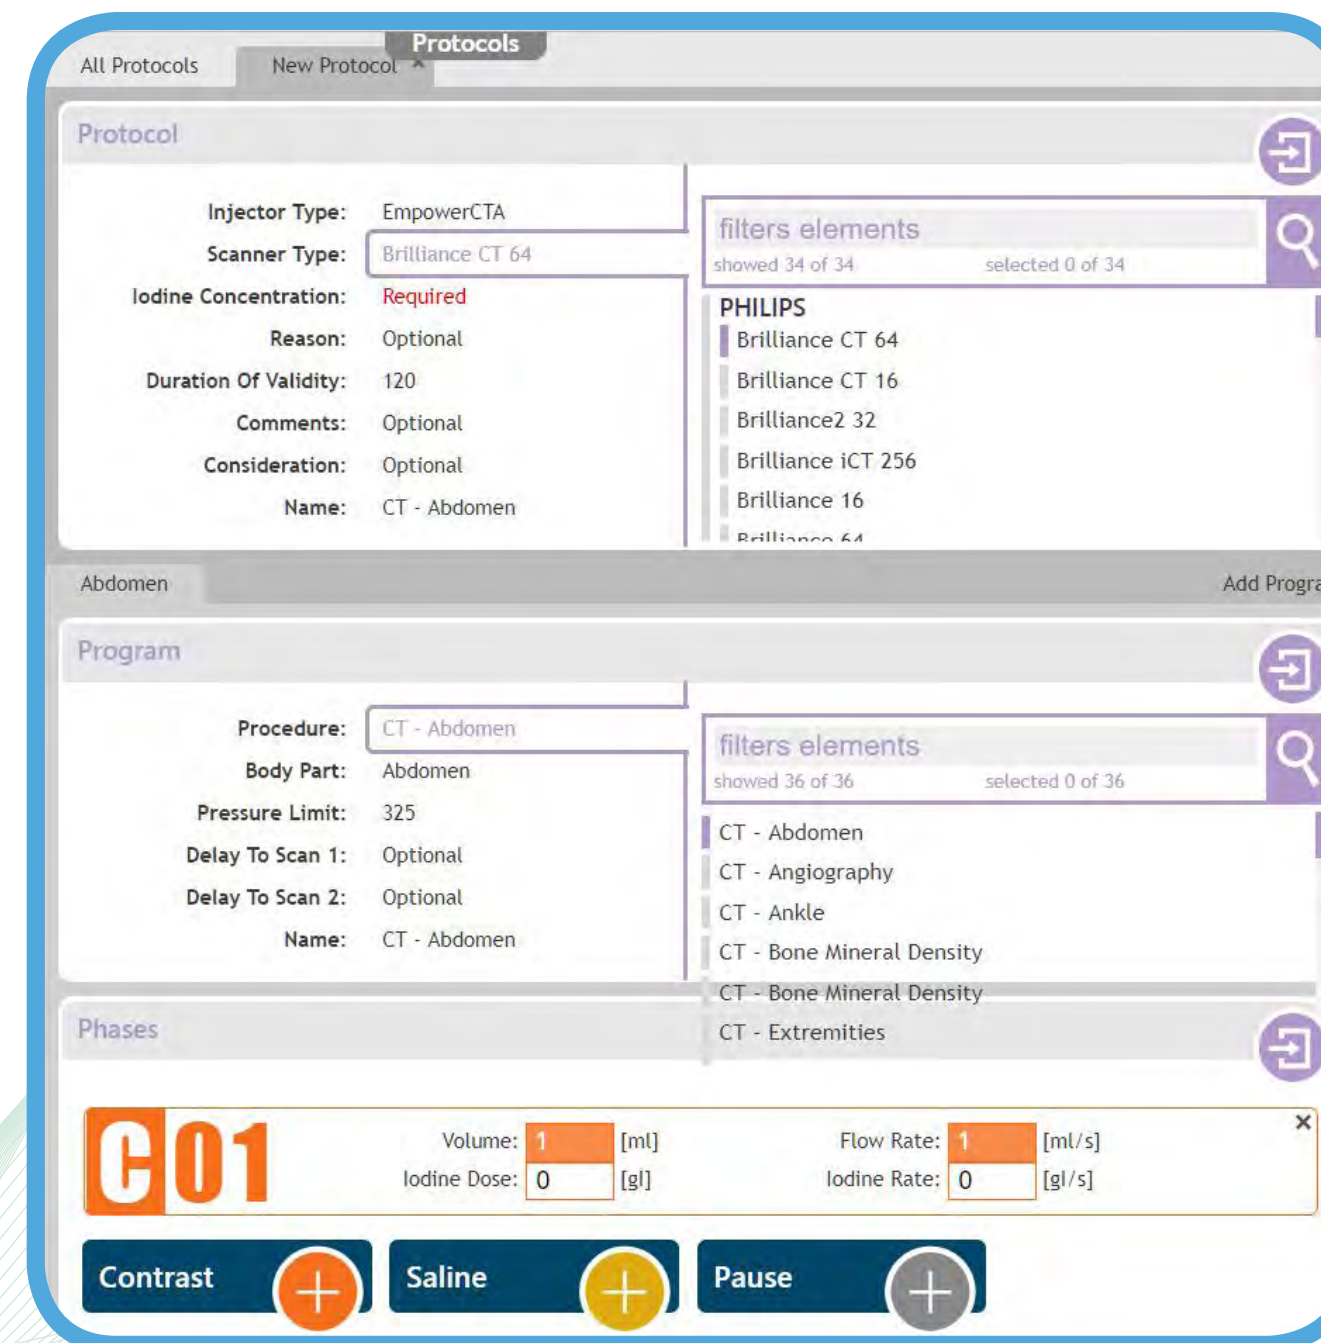 Protocols
All Protocols
New Protocol ×
Protocol
Injector Type: EmpowerCTA
Scanner Type: Brilliance CT 64
Iodine Concentration: Required
Reason: Optional
Duration Of Validity: 120
Comments: Optional
Consideration: Optional
Name: CT - Abdomen
filters elements
showed 34 of 34 selected 0 of 34
PHILIPS
Brilliance CT 64
Brilliance CT 16
Brilliance2 32
Brilliance iCT 256
Brilliance 16
Brilliance 64
Abdomen
Add Progra
Program
Procedure: CT - Abdomen
Body Part: Abdomen
Pressure Limit: 325
Delay To Scan 1: Optional
Delay To Scan 2: Optional
Name: CT - Abdomen
filters elements
showed 36 of 36 selected 0 of 36
CT - Abdomen
CT - Angiography
CT - Ankle
CT - Bone Mineral Density
CT - Bone Mineral Density
CT - Extremities
Phases
C 01
Volume: 1 [ml] Flow Rate: 1 [ml/s] ×
Iodine Dose: 0 [gl] Iodine Rate: 0 [gl/s]
Contrast + Saline + Pause +